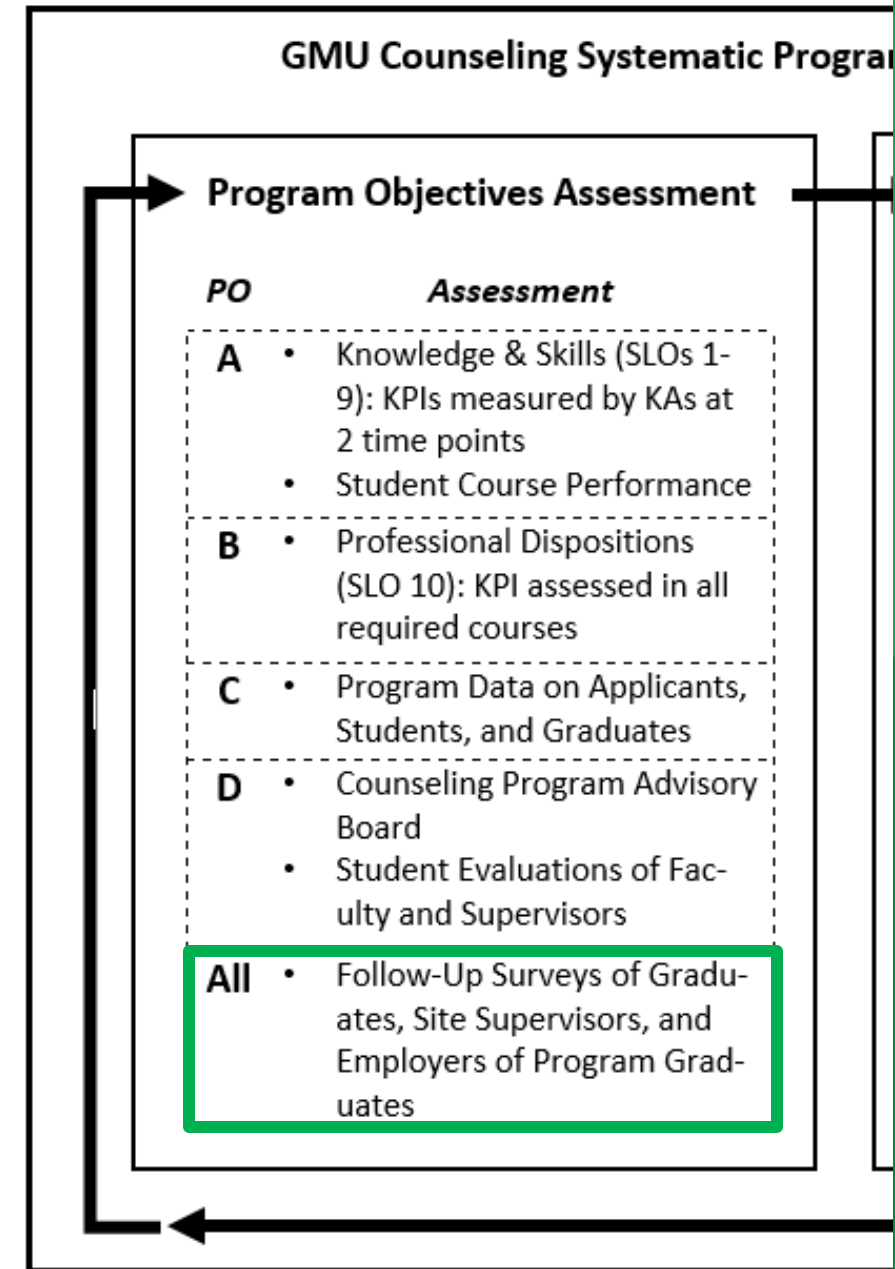 GMU Counseling Systematic
Program Objectives Assessment
PO Assessment
A • Knowledge & Skills (SLOs 1-
9): KPIs measured by KAs at
2 time points
• Student Course Performance
B • Professional Dispositions
(SLO 10): KPI assessed in all
required courses
C • Program Data on Applicants,
Students, and Graduates
D • Counseling Program Advisory
Board
• Student Evaluations of Fac-
ulty and Supervisors
All • Follow-Up Surveys of Gradu-
ates, Site Supervisors, and
Employers of Program Grad-
uates